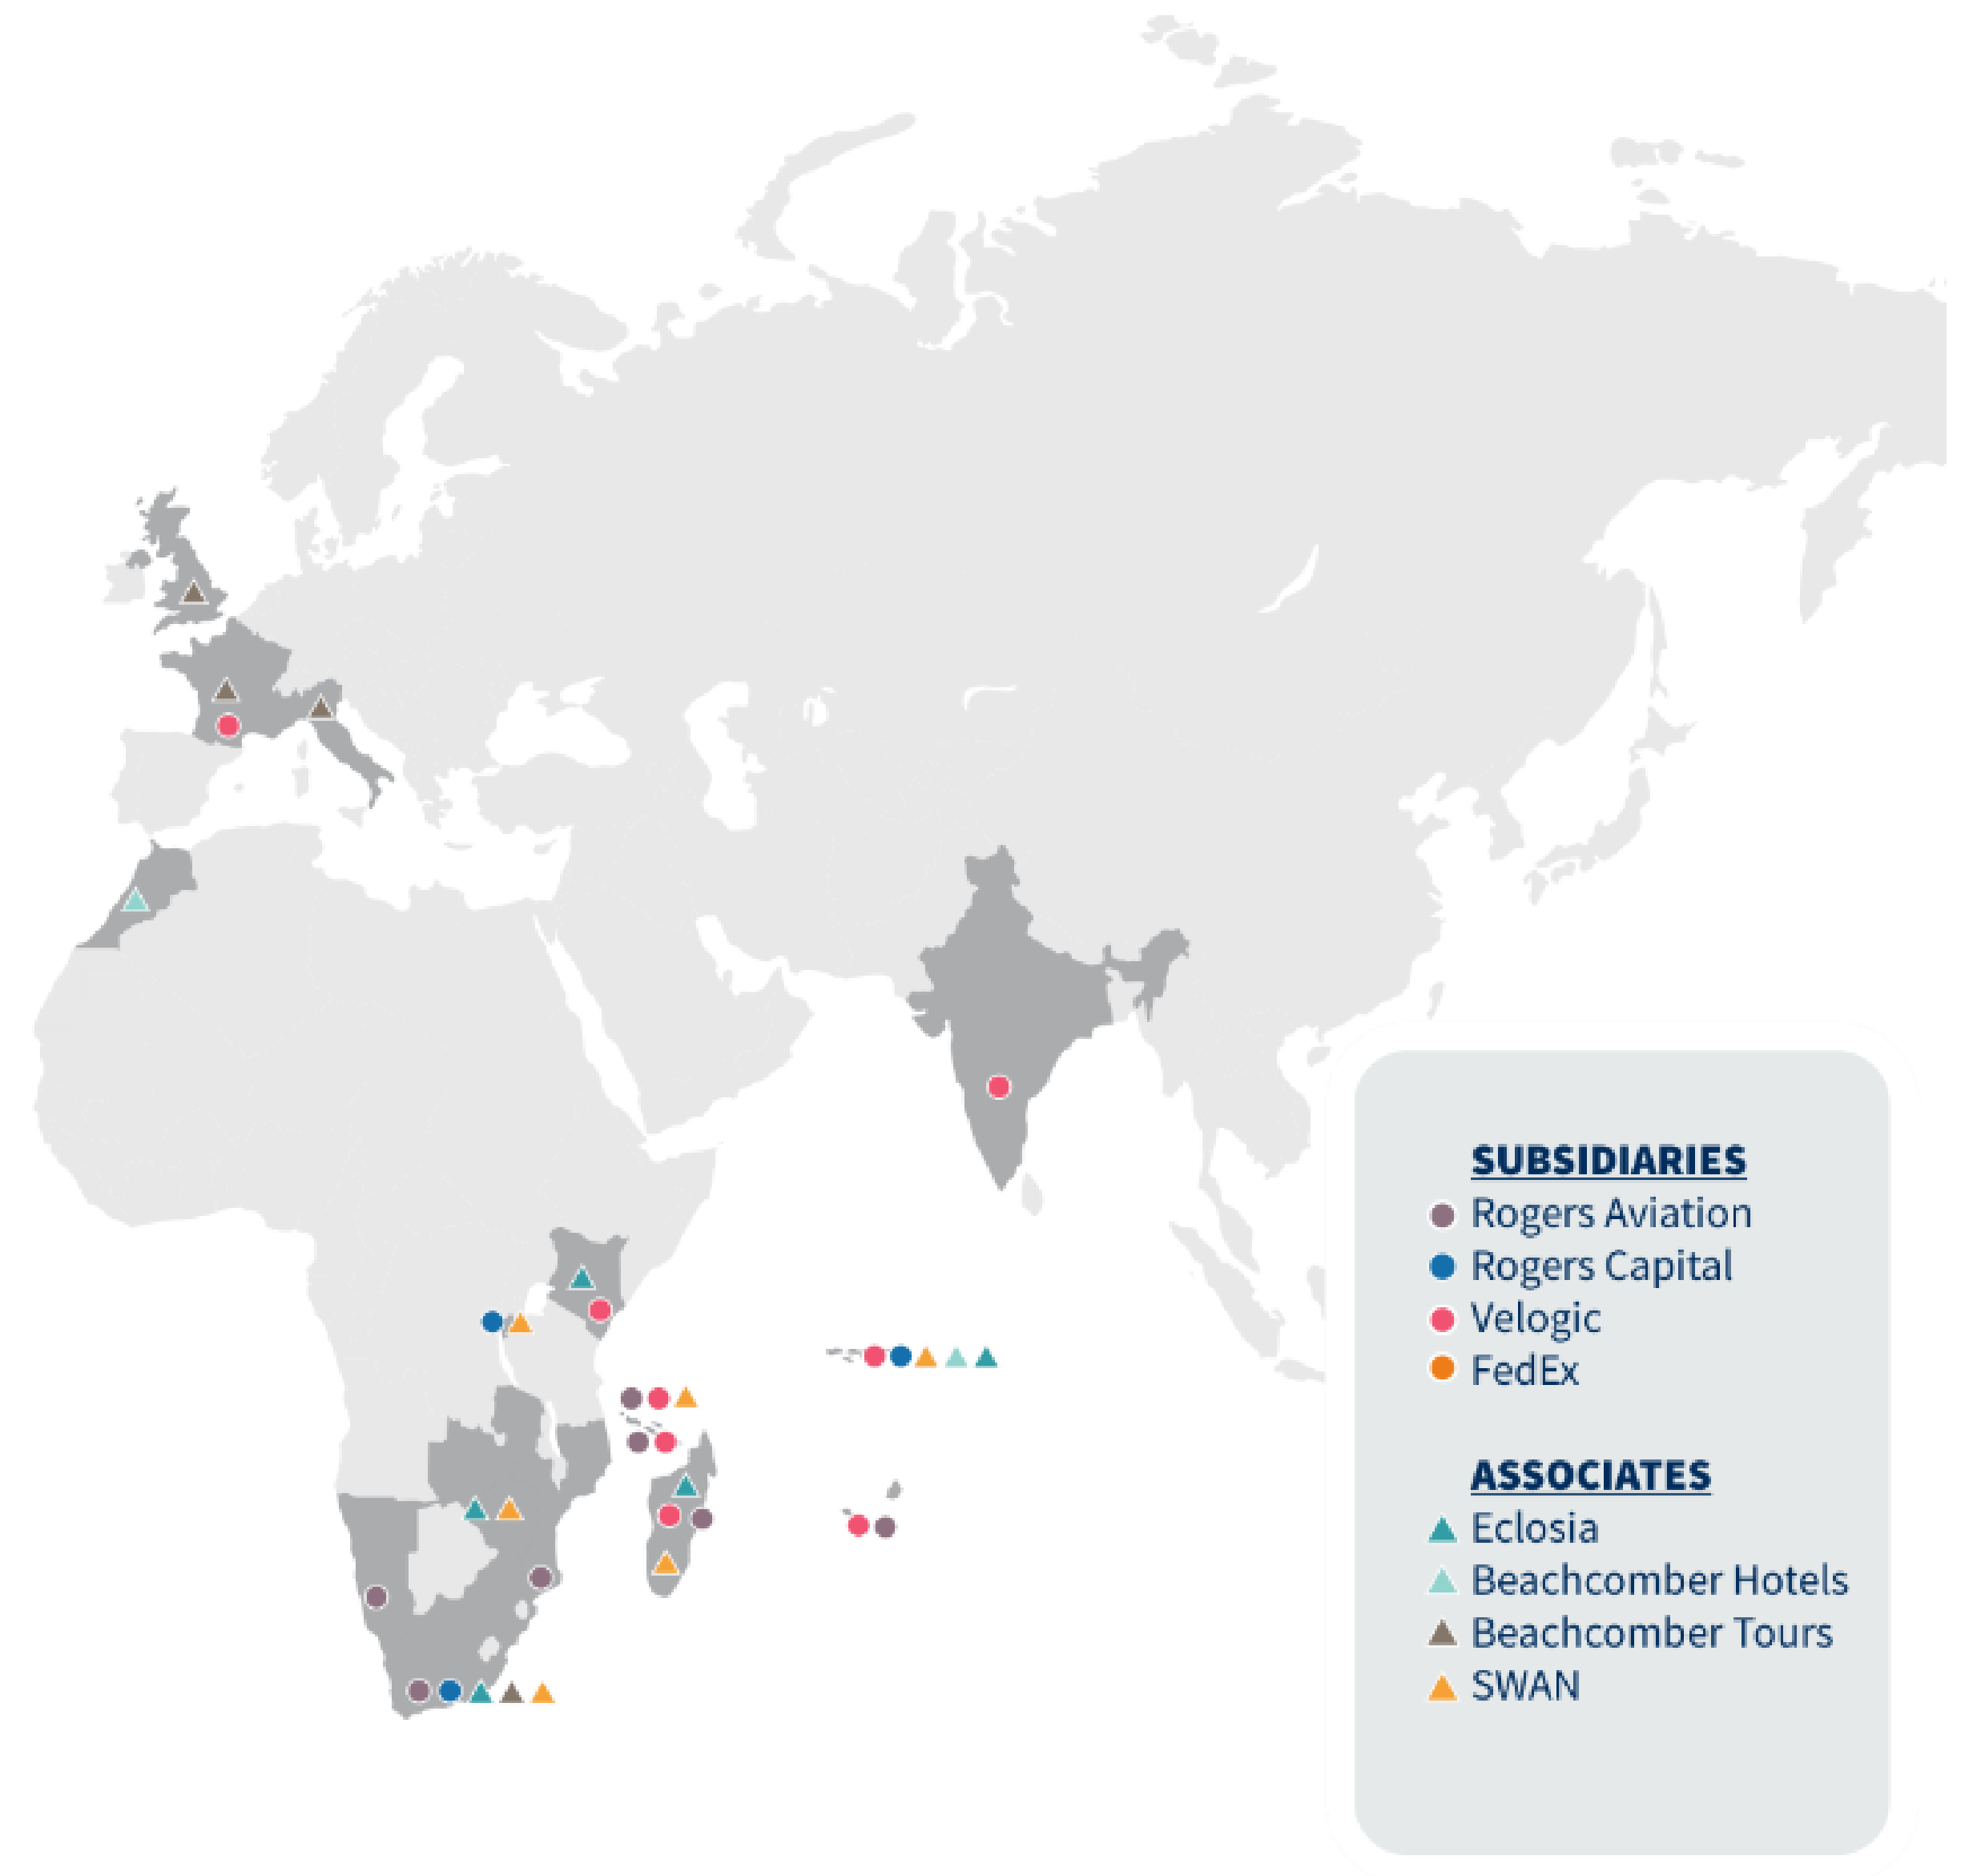 SUBSIDIARIES
Rogers Aviation
Rogers Capital
Velogic
FedEx
ASSOCIATES
Eclosia
Beachcomber Hotels
Beachcomber Tours
SWAN